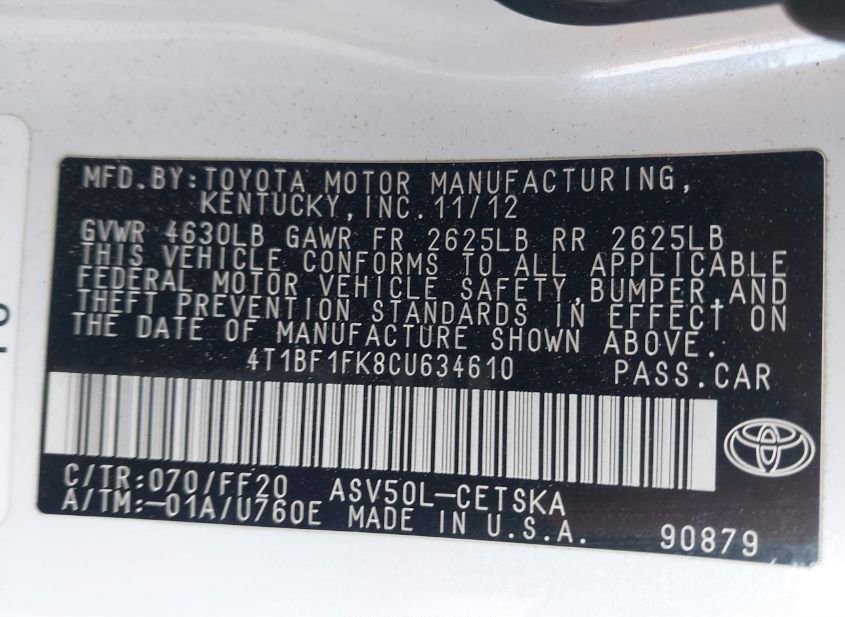 MFD.BY:TOYOTA MOTOR MANUFACTURING,
KENTUCKY,INC.11/12
GVWR 4630LB GAWR FR 2625LB RR 2625LB
THIS VEHICLE CONFORMS TO ALL APPLICABLE
FEDERAL MOTOR VEHICLE SAFETY,BUMPER,AND
THEFT PREVENTION STANDARDS IN EFFECT ON
THE DATE OF MANUFACTURE SHOWN ABOVE.
4T1BF1FK8CU634610 PASS.CAR
C/TR:070/FF20 ASV50L-CETSKA
A/TM:-01A/U760E MADE IN U.S.A.
90879